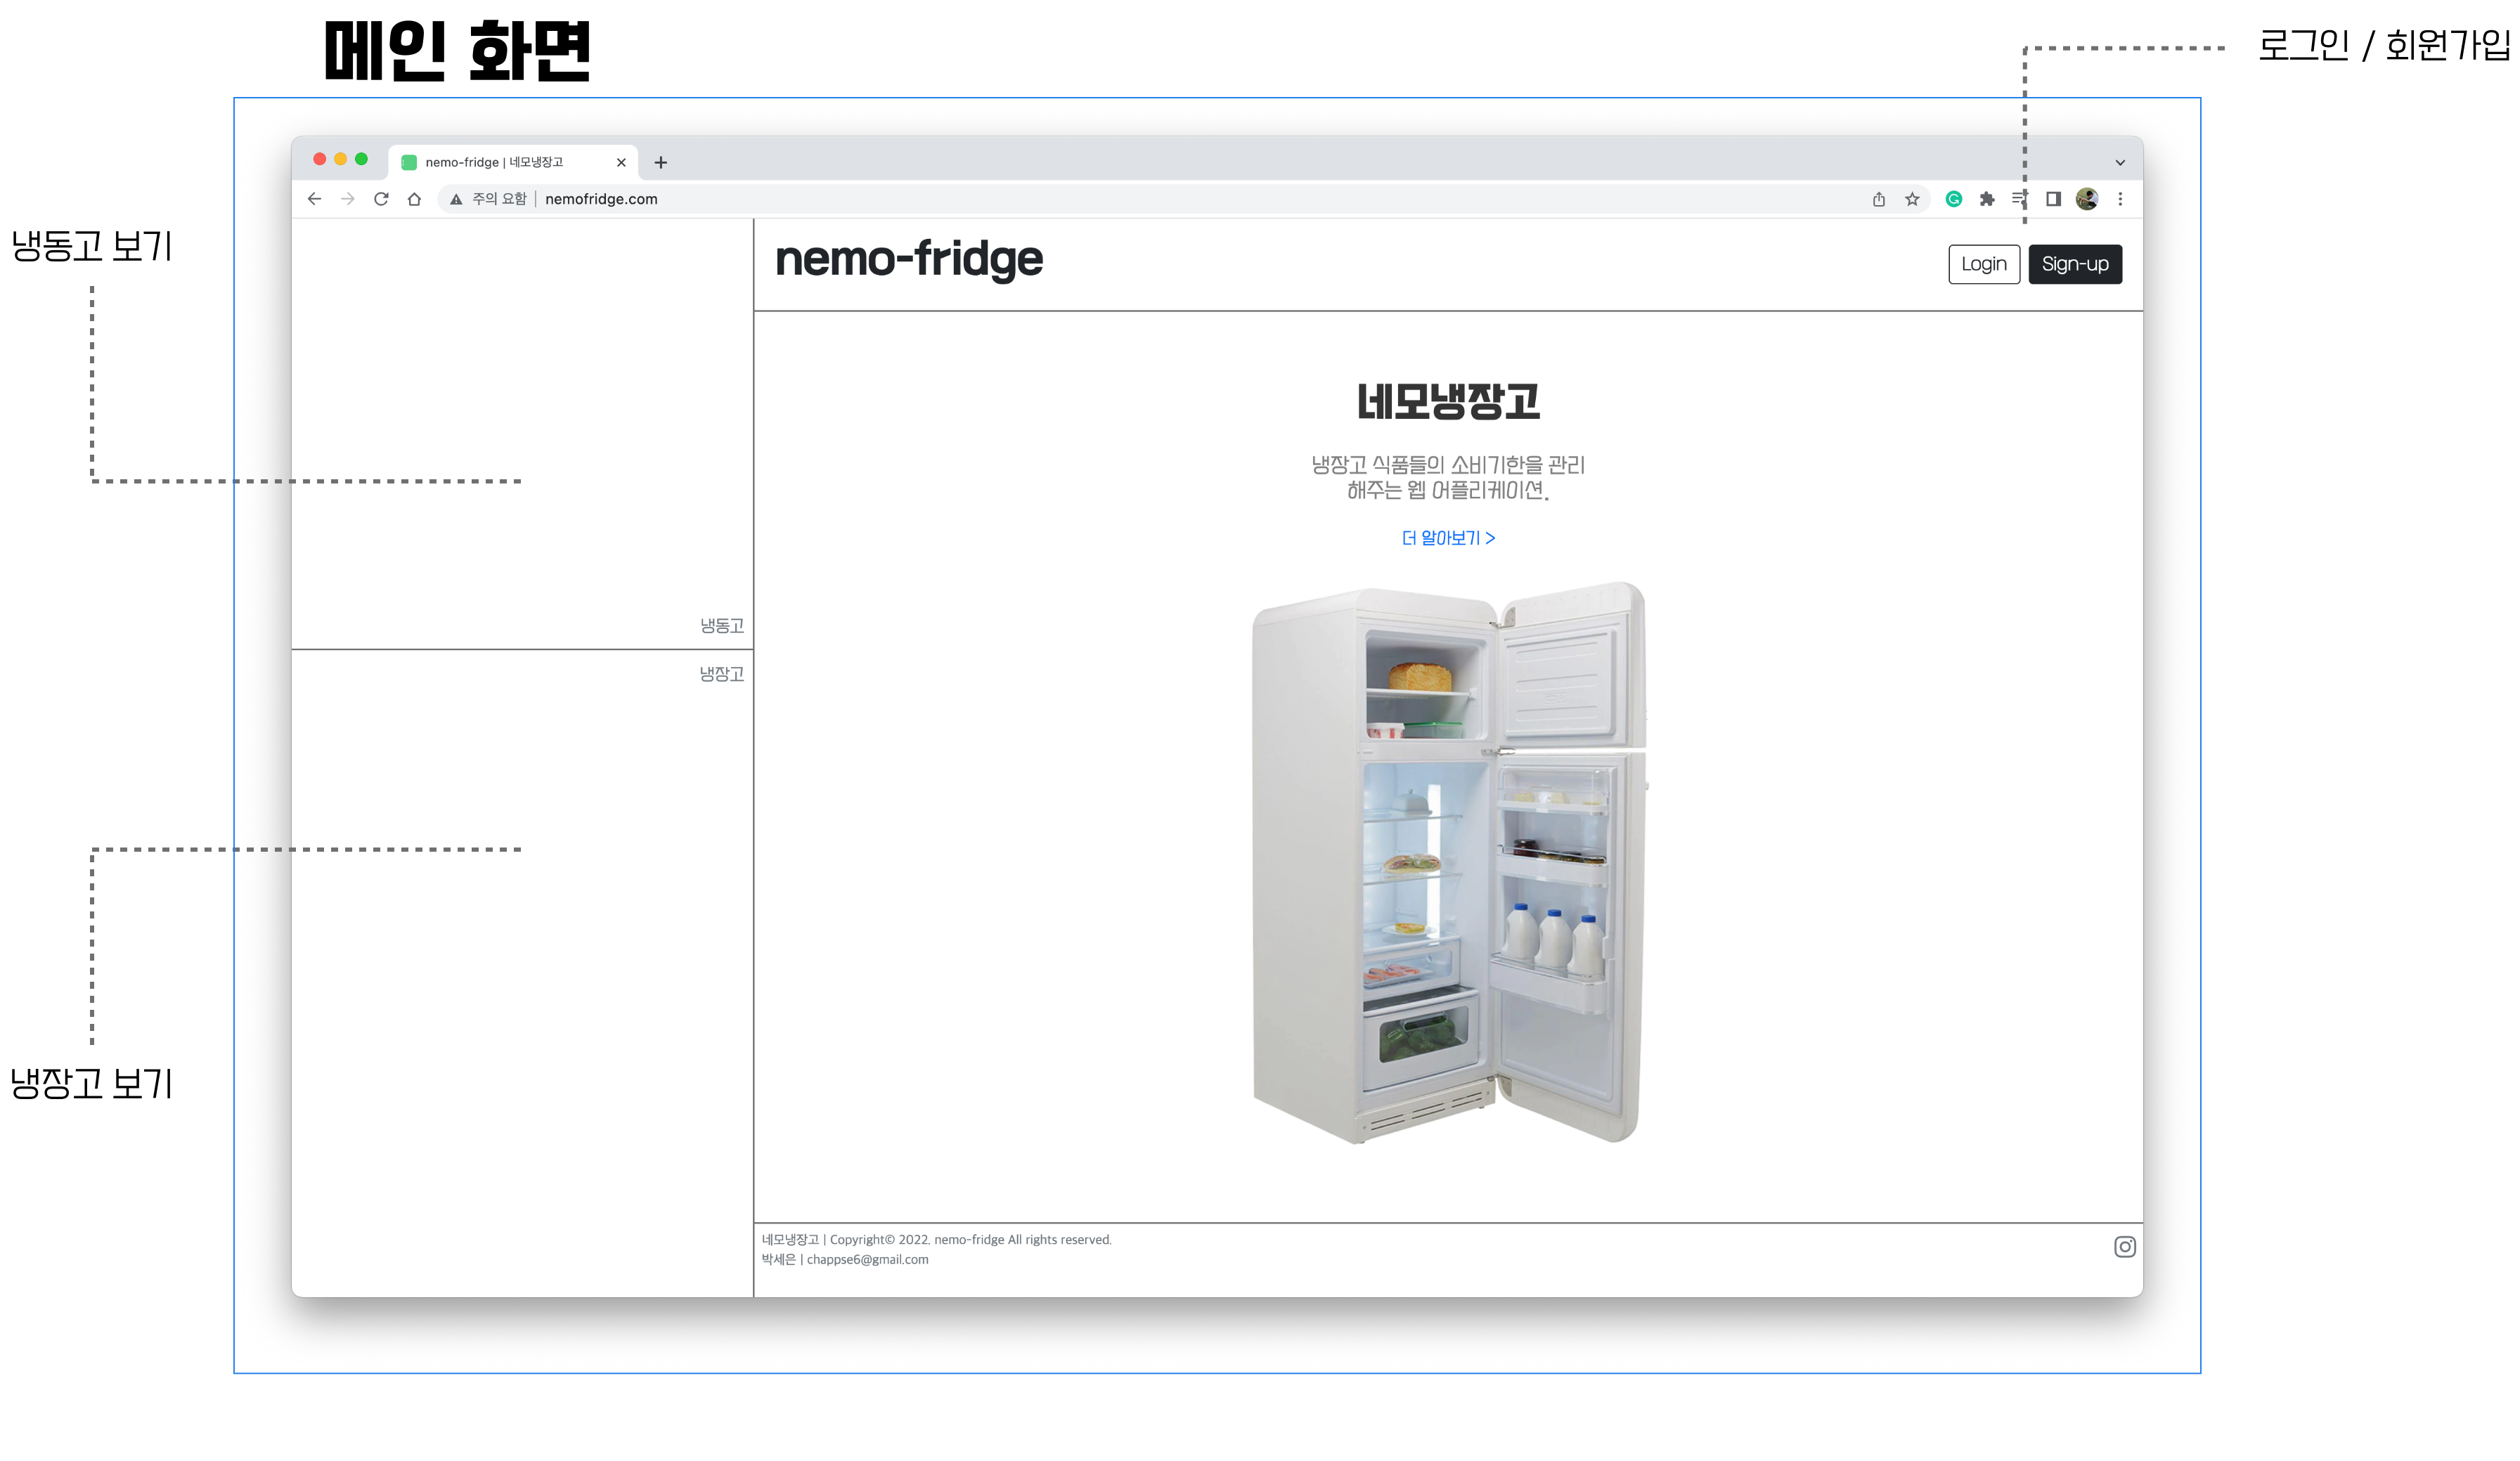 메인 화면
로그인 / 회원가입
nemo-fridge | 네모냉장고
주의 요함 | nemofridge.com
냉동고 보기
nemo-fridge
Login
Sign-up
네모냉장고
냉장고 식품들의 소비기한을 관리
해주는 웹 어플리케이션.
더 알아보기 >
냉동고
냉장고
냉장고 보기
네모냉장고 | Copyright© 2022. nemo-fridge All rights reserved.
박세은 | chappse6@gmail.com